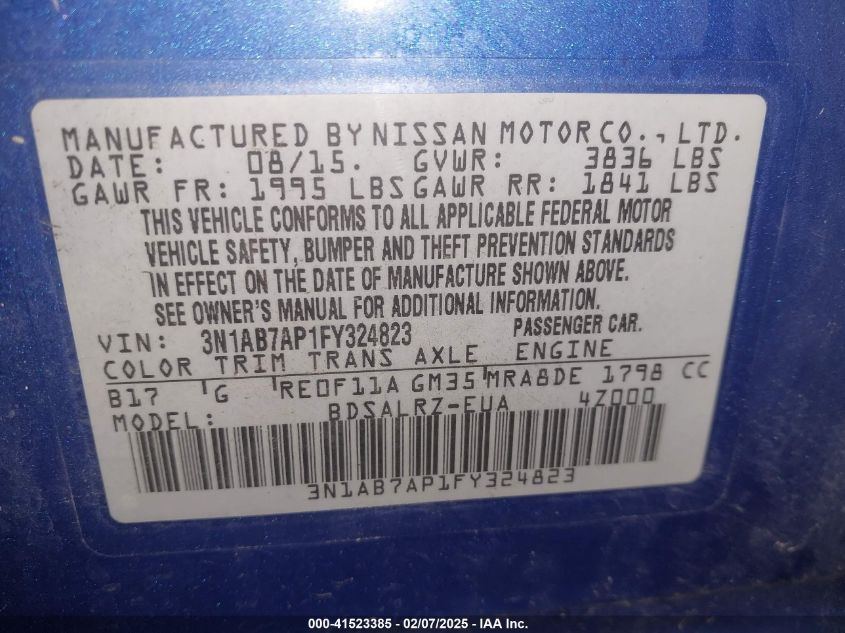 MANUFACTURED BY NISSAN MOTOR CO., LTD.
DATE: 08/15. GVWR: 3836 LBS
GAWR FR: 1995 LBS GAWR RR: 1841 LBS
THIS VEHICLE CONFORMS TO ALL APPLICABLE FEDERAL MOTOR
VEHICLE SAFETY, BUMPER AND THEFT PREVENTION STANDARDS
IN EFFECT ON THE DATE OF MANUFACTURE SHOWN ABOVE.
SEE OWNER'S MANUAL FOR ADDITIONAL INFORMATION.
VIN: 3N1AB7AP1FY324823 PASSENGER CAR.
COLOR TRIM TRANS AXLE ENGINE
B17 G RE0F11A GM35 MRA8DE 1798 CC
MODEL: BDSALRZ-EUA 4Z000
3N1AB7AP1FY324823
000-41523385 - 02/07/2025 - IAA Inc.